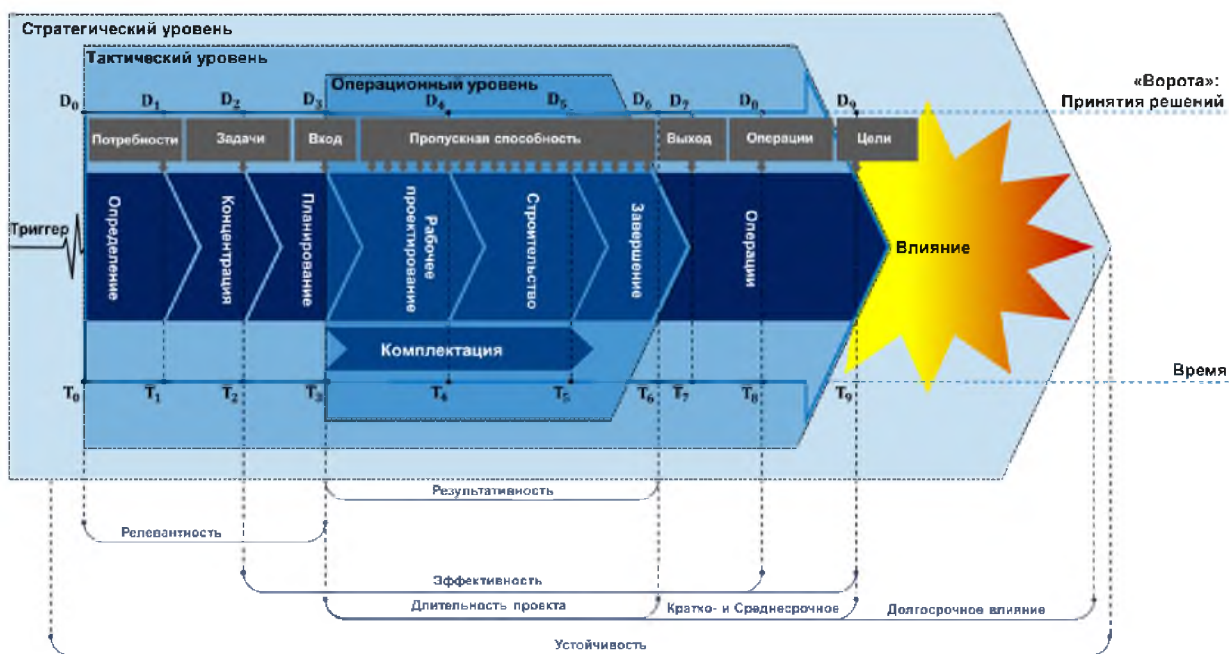 Стратегический уровень
Тактический уровень
Операционный уровень
«Ворота»:
Принятия решений
D₀ D₁ D₂ D₃ D₄ D₅ D₆ D₇ D₈ D₉
Потребности Задачи Вход Пропускная способность Выход Операции Цели
Триггер
Определение
Концентрация
Планирование
Рабочее
проектирование
Строительство
Завершение
Операции
Влияние
Комплектация
Время
T₀ T₁ T₂ T₃ T₄ T₅ T₆ T₇ T₈ T₉
Результативность
Релевантность
Эффективность
Длительность проекта
Кратко- и Среднесрочное
Долгосрочное влияние
Устойчивость